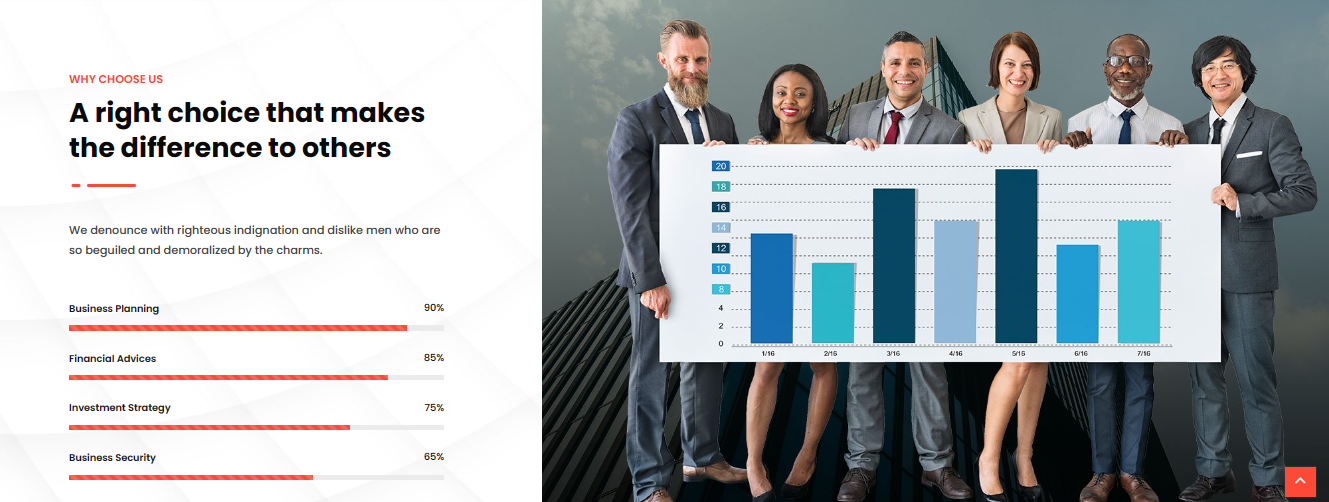 WHY CHOOSE US
A right choice that makes
the difference to others
We denounce with righteous indignation and dislike men who are
so beguiled and demoralized by the charms.
Business Planning 90%
Financial Advices 85%
Investment Strategy 75%
Business Security 65%
20
18
16
14
12
10
8
4
2
0
1/16 2/16 3/16 4/16 5/16 6/16 7/16